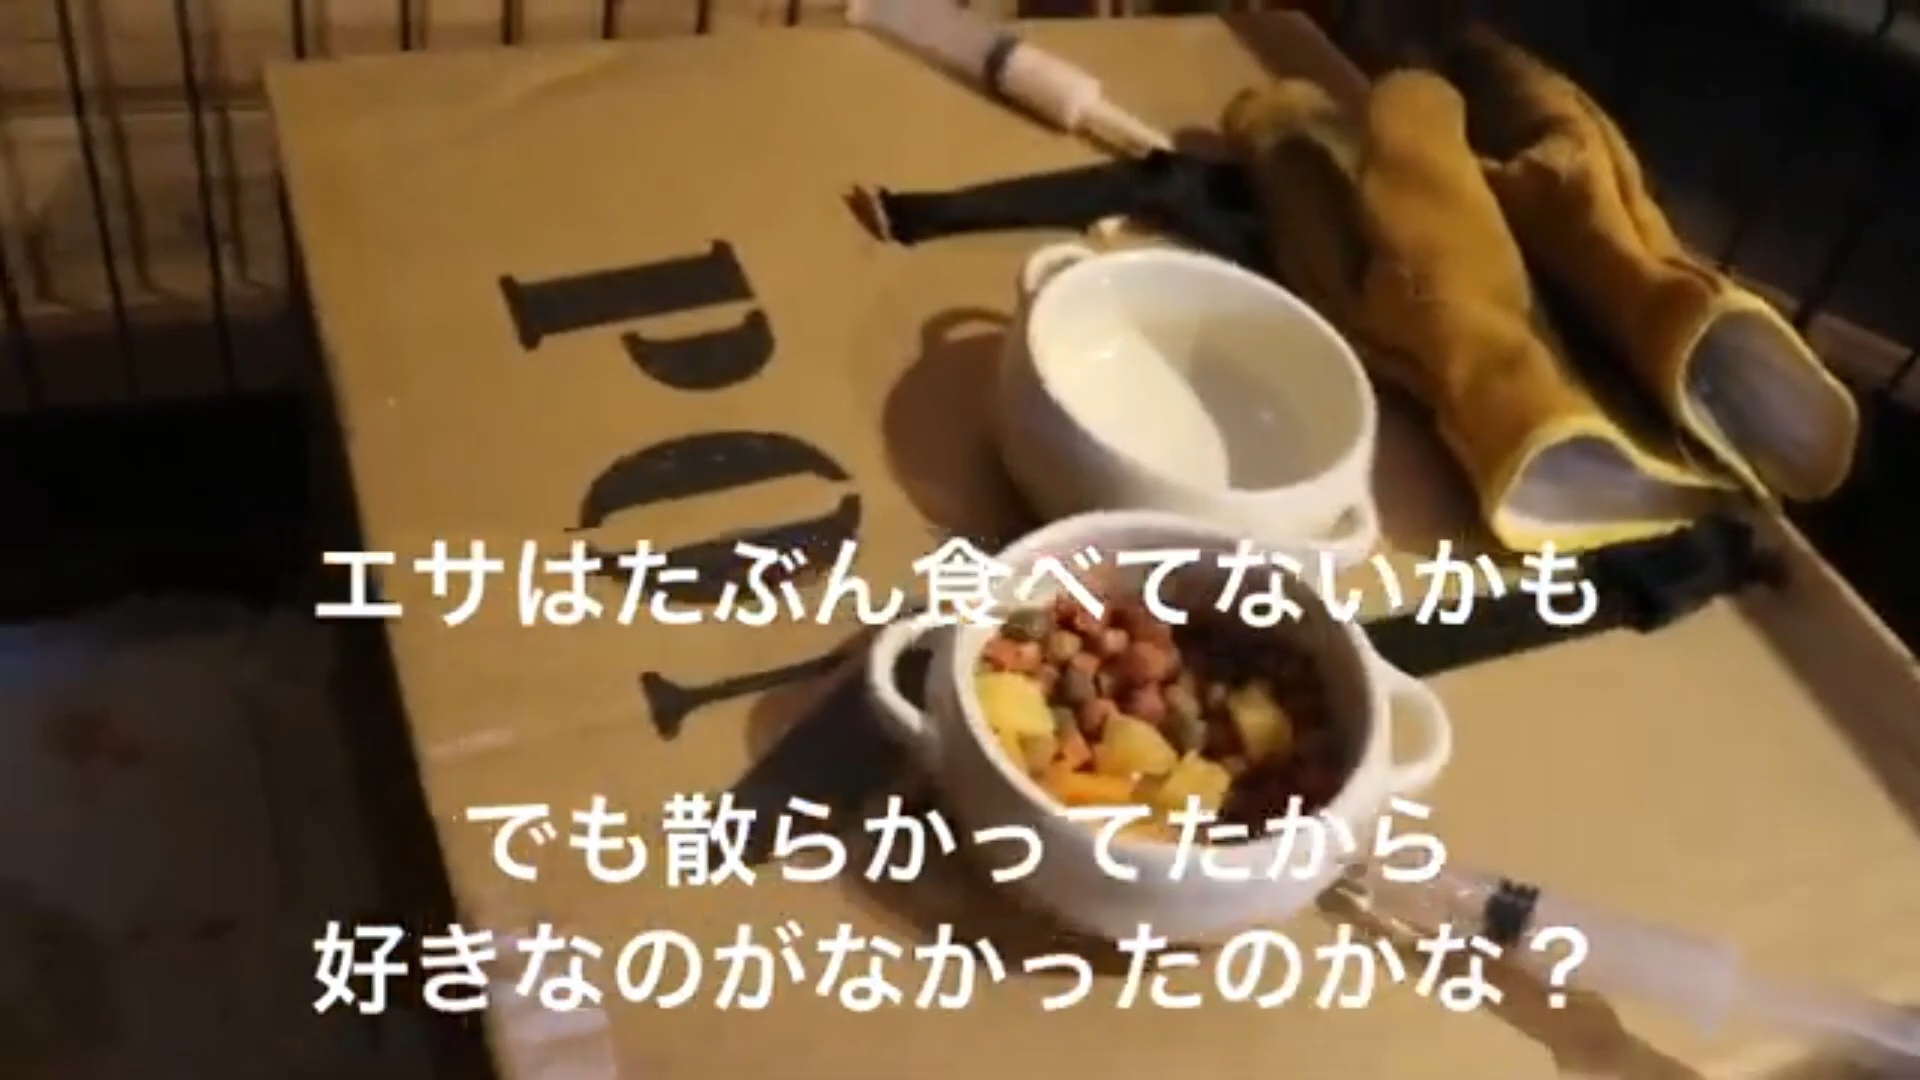 エサはたぶん食べてないかも
でも散らかってたから
好きなのがなかったのかな？